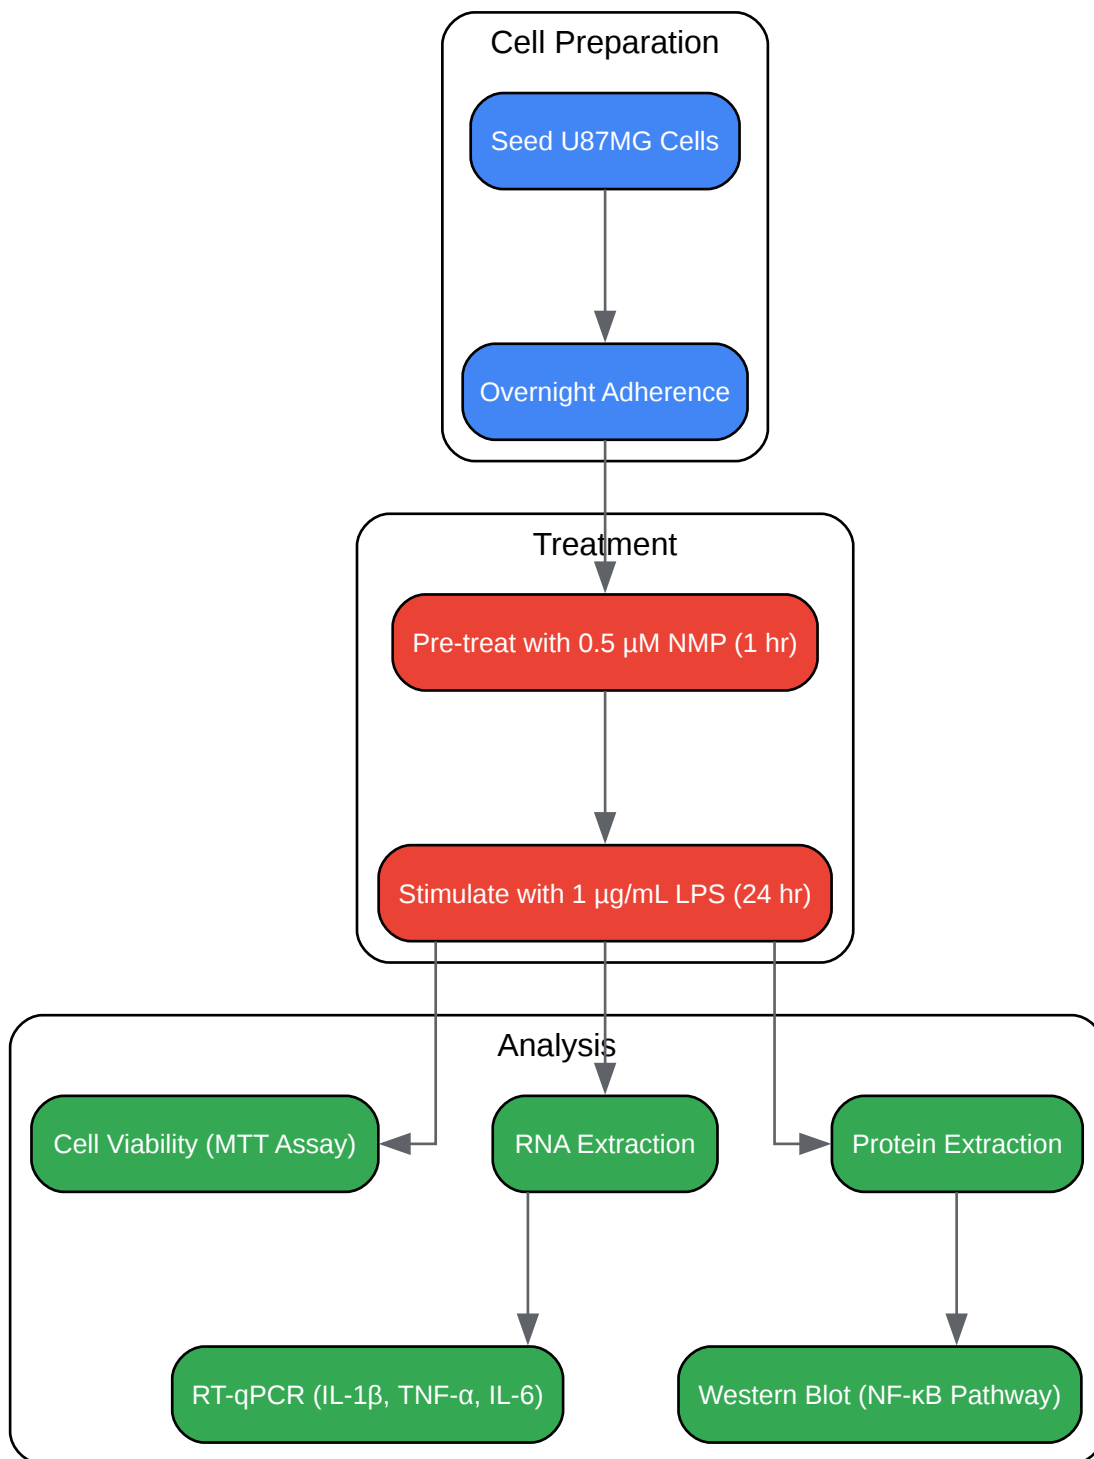 Cell Preparation
Seed U87MG Cells
Overnight Adherence
Treatment
Pre-treat with 0.5 µM NMP (1 hr)
Stimulate with 1 µg/mL LPS (24 hr)
Analysis
Cell Viability (MTT Assay)
RNA Extraction
Protein Extraction
RT-qPCR (IL-1β, TNF-α, IL-6)
Western Blot (NF-κB Pathway)